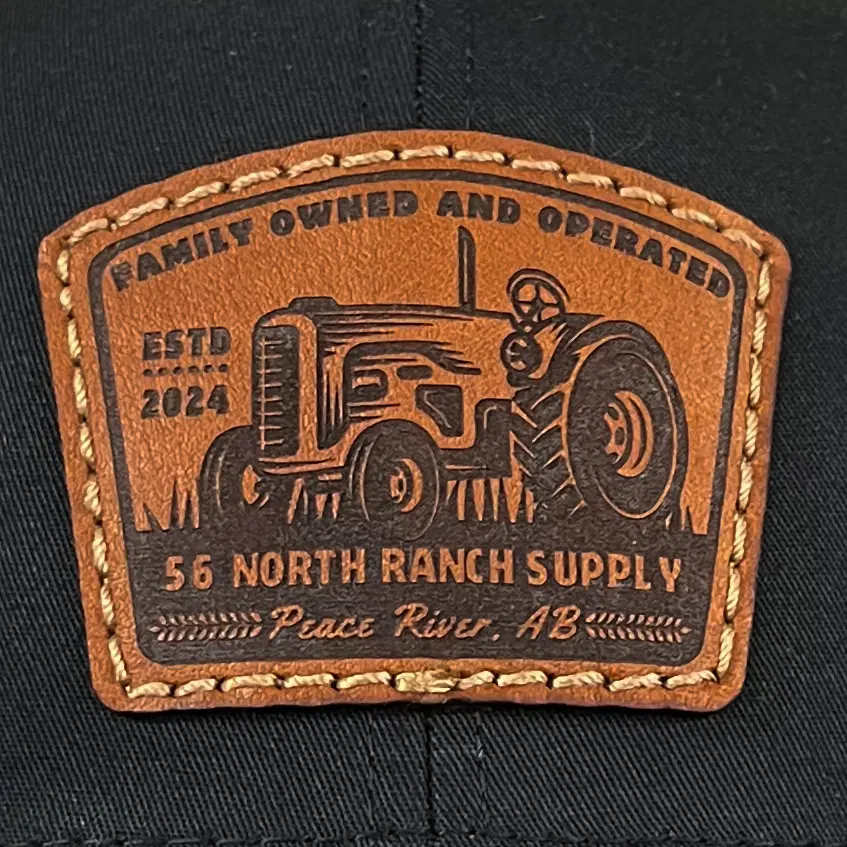 FAMILY OWNED AND OPERATED
ESTD
2024
56 NORTH RANCH SUPPLY
Peace River, AB